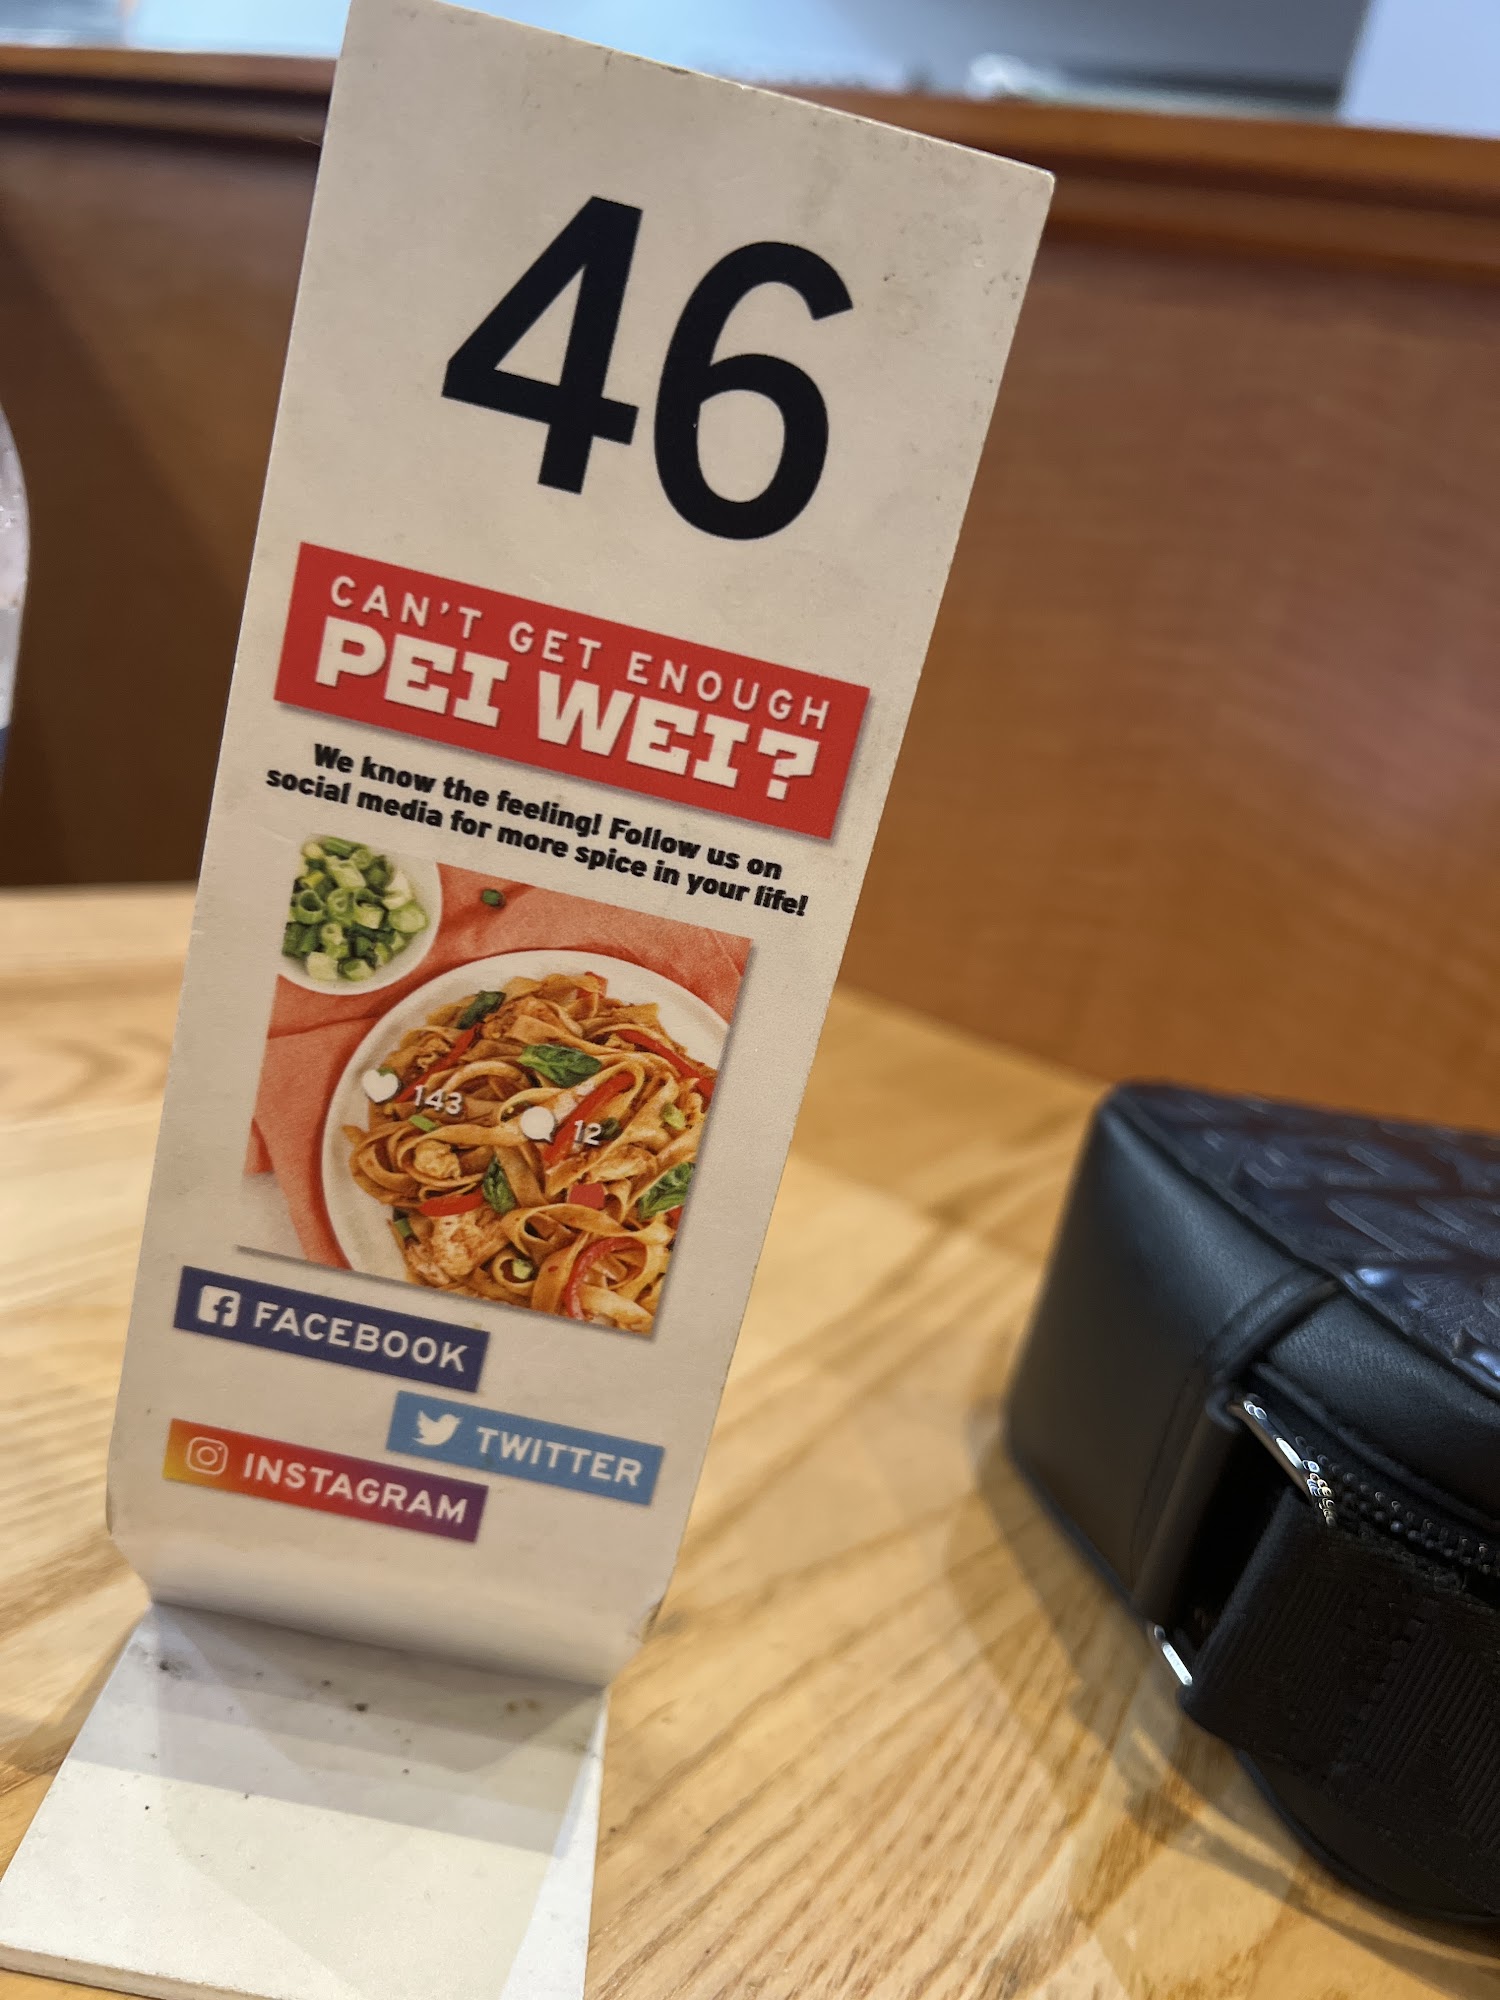 46
CAN'T GET ENOUGH
PEI WEI?
We know the feeling! Follow us on
social media for more spice in your life!
143 12
FACEBOOK
TWITTER
INSTAGRAM